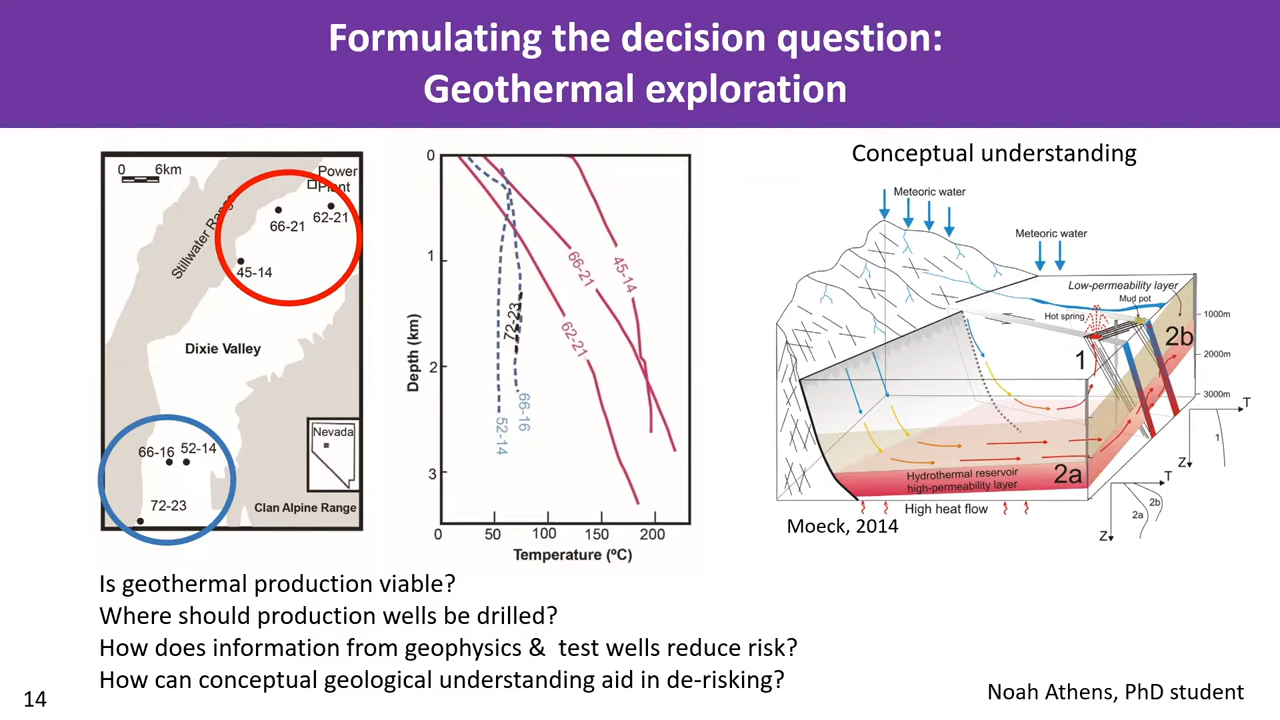 Formulating the decision question:
Geothermal exploration
0 6km
Power
Plant
66-21
62-21
45-14
Stillwater Range
Dixie Valley
66-16
52-14
72-23
Nevada
Clan Alpine Range
0
1
2
3
Depth (km)
0 50 100 150 200
Temperature (ºC)
66-21
45-14
62-21
72-23
66-16
52-14
Conceptual understanding
Meteoric water
Meteoric water
Low-permeability layer
Mud pot
Hot spring
1000m
2000m
3000m
1
2b
2a
Hydrothermal reservoir
high-permeability layer
High heat flow
T
1
Z
T
2b
2a
Z
Moeck, 2014
Is geothermal production viable?
Where should production wells be drilled?
How does information from geophysics & test wells reduce risk?
How can conceptual geological understanding aid in de-risking?
14
Noah Athens, PhD student